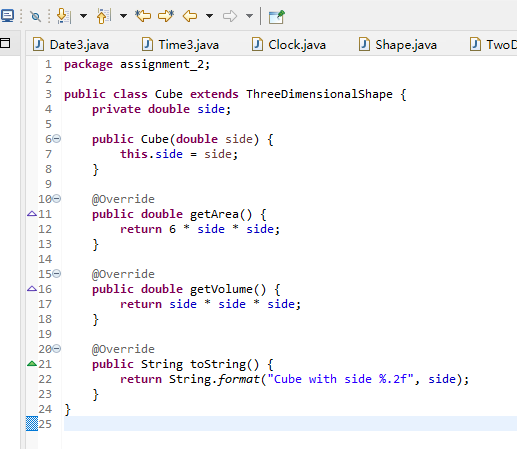 Date3.java Time3.java Clock.java Shape.java TwoD
1 package assignment_2;
2
3 public class Cube extends ThreeDimensionalShape {
4     private double side;
5
6     public Cube(double side) {
7         this.side = side;
8     }
9
10     @Override
11     public double getArea() {
12         return 6 * side * side;
13     }
14
15     @Override
16     public double getVolume() {
17         return side * side * side;
18     }
19
20     @Override
21     public String toString() {
22         return String.format("Cube with side %.2f", side);
23     }
24 }
25